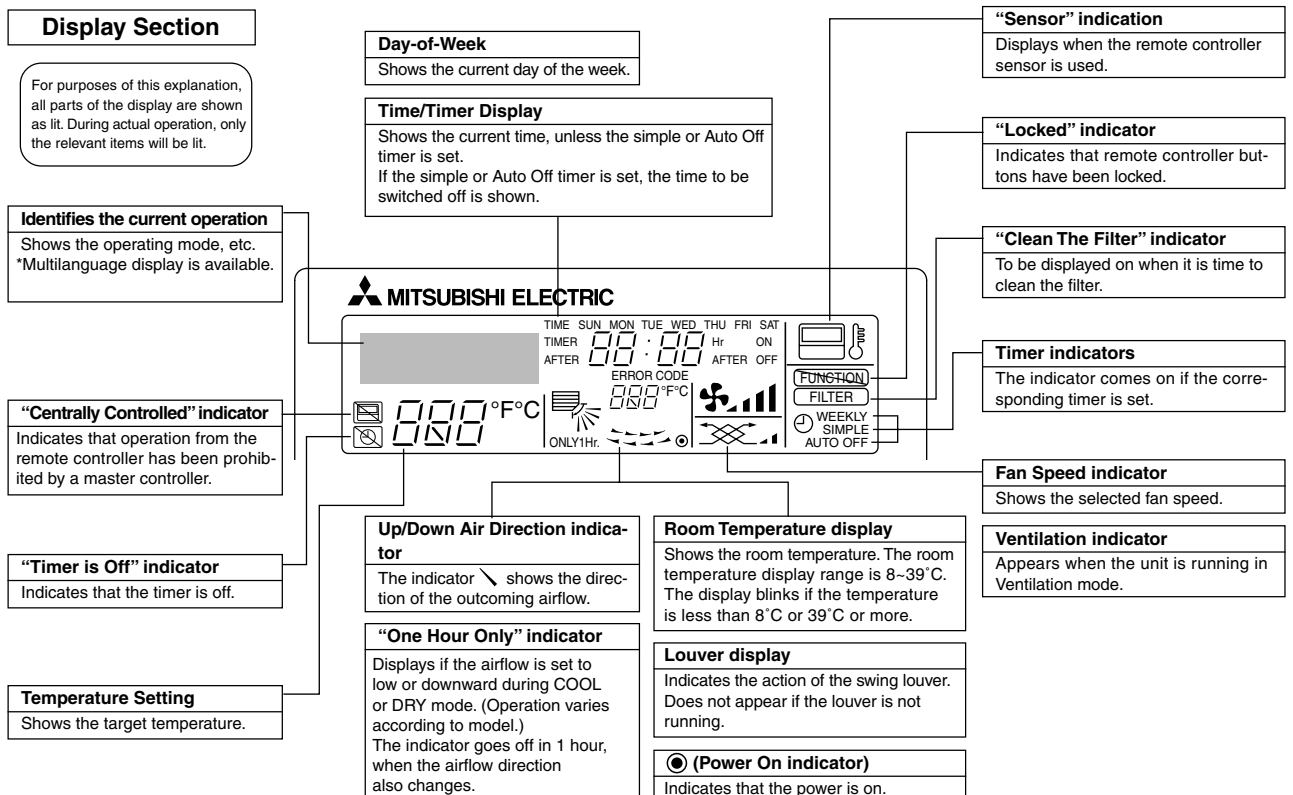 Display Section
For purposes of this explanation,
all parts of the display are shown
as lit. During actual operation, only
the relevant items will be lit.
Identifies the current operation
Shows the operating mode, etc.
*Multilanguage display is available.
“Centrally Controlled” indicator
Indicates that operation from the
remote controller has been prohib-
ited by a master controller.
“Timer is Off” indicator
Indicates that the timer is off.
Temperature Setting
Shows the target temperature.
Day-of-Week
Shows the current day of the week.
Time/Timer Display
Shows the current time, unless the simple or Auto Off
timer is set.
If the simple or Auto Off timer is set, the time to be
switched off is shown.
MITSUBISHI ELECTRIC
TIME SUN MON TUE WED THU FRI SAT
TIMER 88:88 Hr ON
AFTER AFTER OFF
ERROR CODE
888 °F°C
888 °F°C
ONLY1Hr.
FUNCTION
FILTER
WEEKLY
SIMPLE
AUTO OFF
Up/Down Air Direction indica-
tor
The indicator shows the direc-
tion of the outcoming airflow.
“One Hour Only” indicator
Displays if the airflow is set to
low or downward during COOL
or DRY mode. (Operation varies
according to model.)
The indicator goes off in 1 hour,
when the airflow direction
also changes.
Room Temperature display
Shows the room temperature. The room
temperature display range is 8~39˚C.
The display blinks if the temperature
is less than 8˚C or 39˚C or more.
Louver display
Indicates the action of the swing louver.
Does not appear if the louver is not
running.
(Power On indicator)
Indicates that the power is on.
“Sensor” indication
Displays when the remote controller
sensor is used.
“Locked” indicator
Indicates that remote controller but-
tons have been locked.
“Clean The Filter” indicator
To be displayed on when it is time to
clean the filter.
Timer indicators
The indicator comes on if the corre-
sponding timer is set.
Fan Speed indicator
Shows the selected fan speed.
Ventilation indicator
Appears when the unit is running in
Ventilation mode.